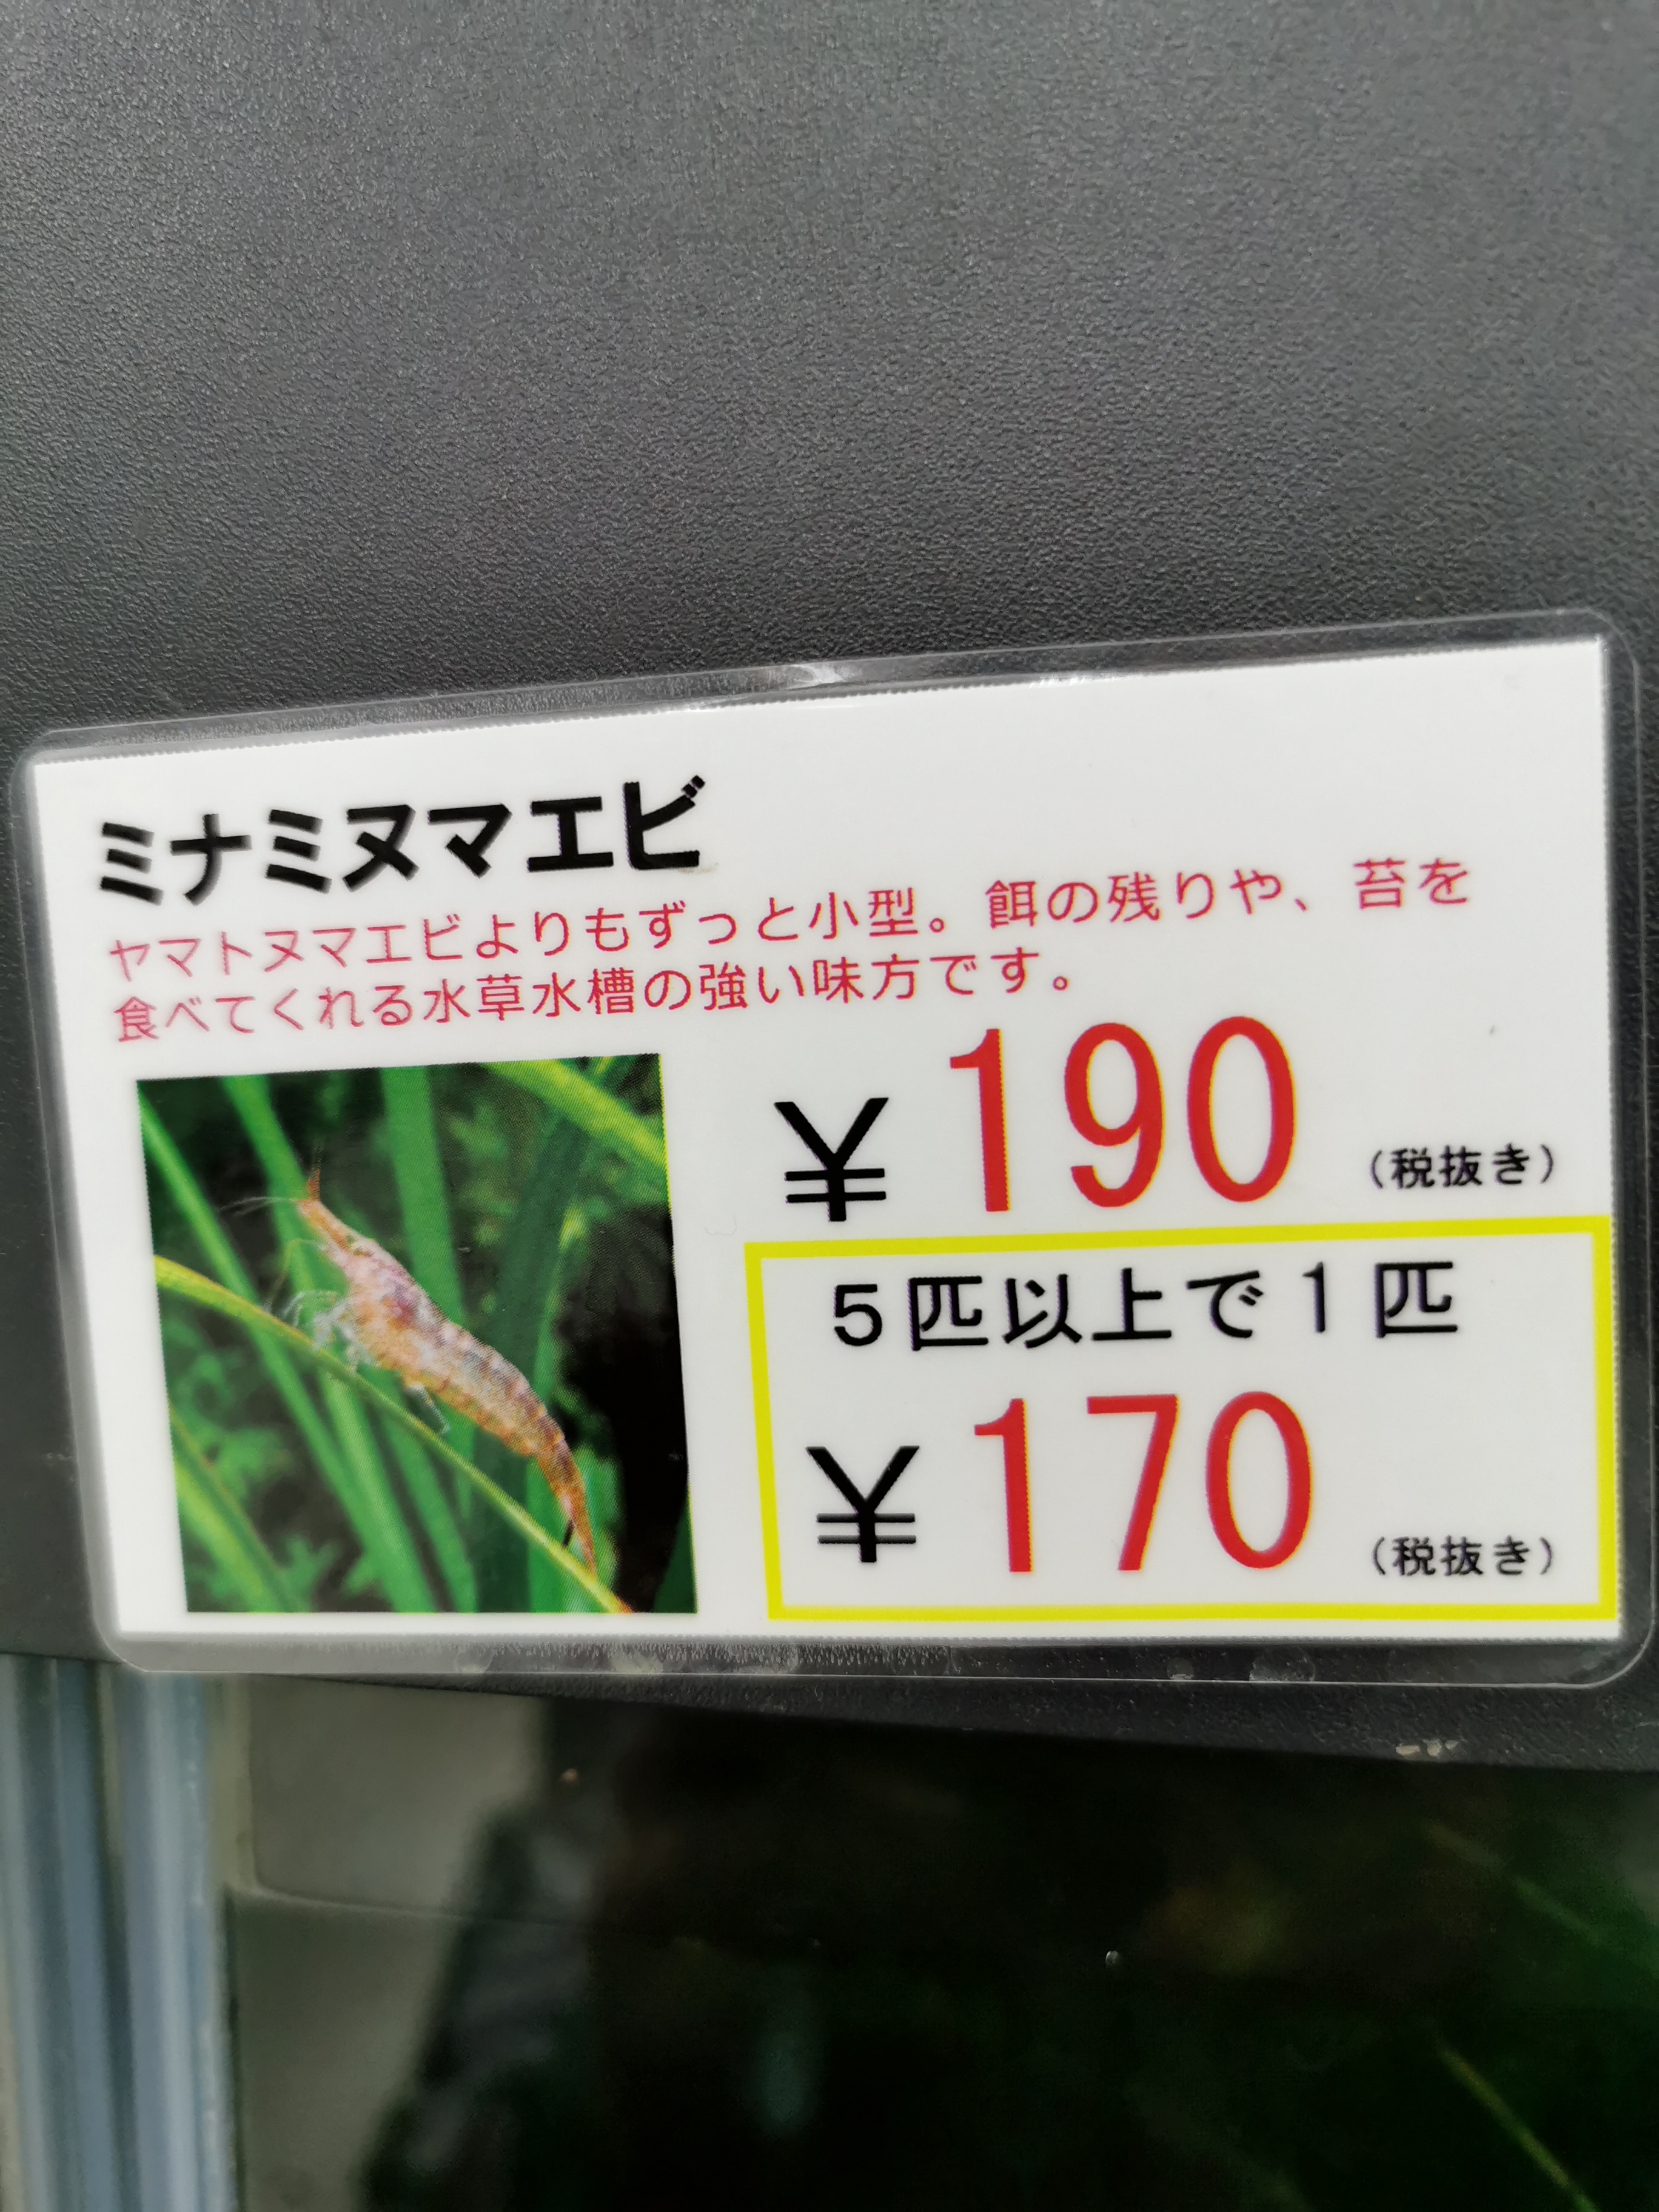 ミナミヌマエビ
ヤマトヌマエビよりもずっと小型。餌の残りや、苔を
食べてくれる水草水槽の強い味方です。
¥190（税抜き）
5匹以上で1匹
¥170（税抜き）